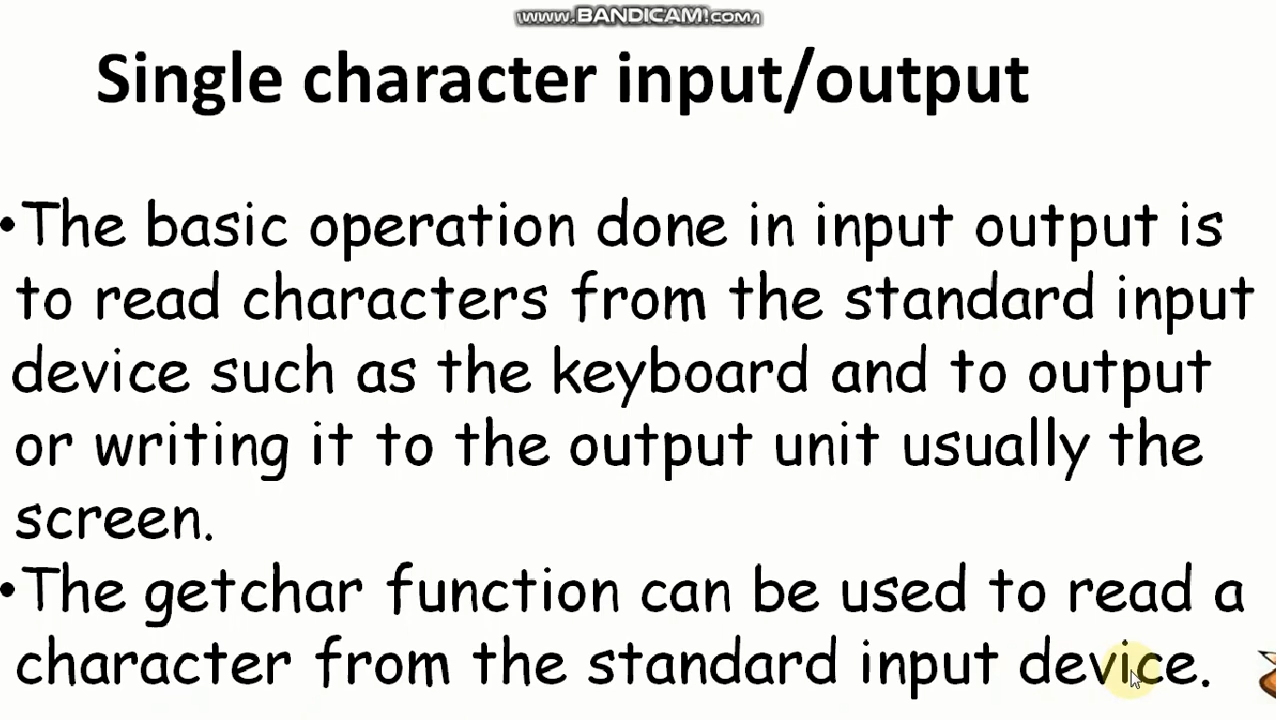 www.BANDICAM.com
Single character input/output
•The basic operation done in input output is
to read characters from the standard input
device such as the keyboard and to output
or writing it to the output unit usually the
screen.
•The getchar function can be used to read a
character from the standard input device.